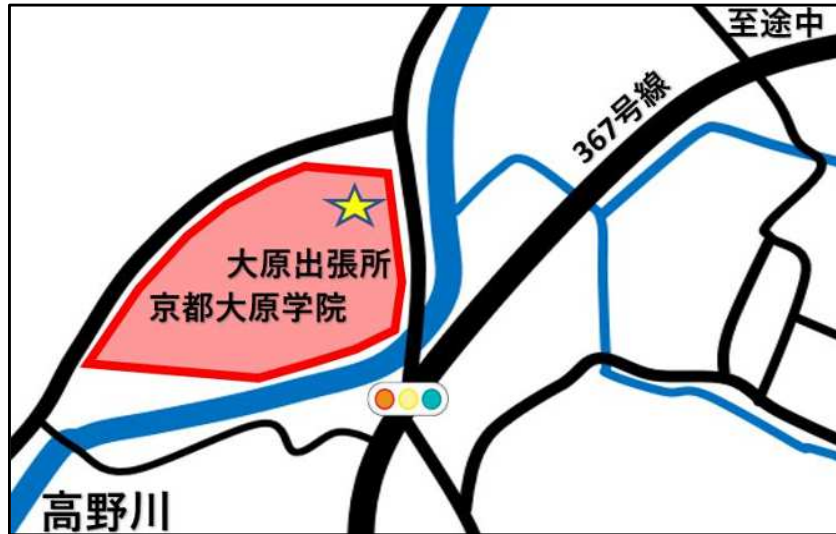 至途中
367号線
大原出張所
京都大原学院
高野川